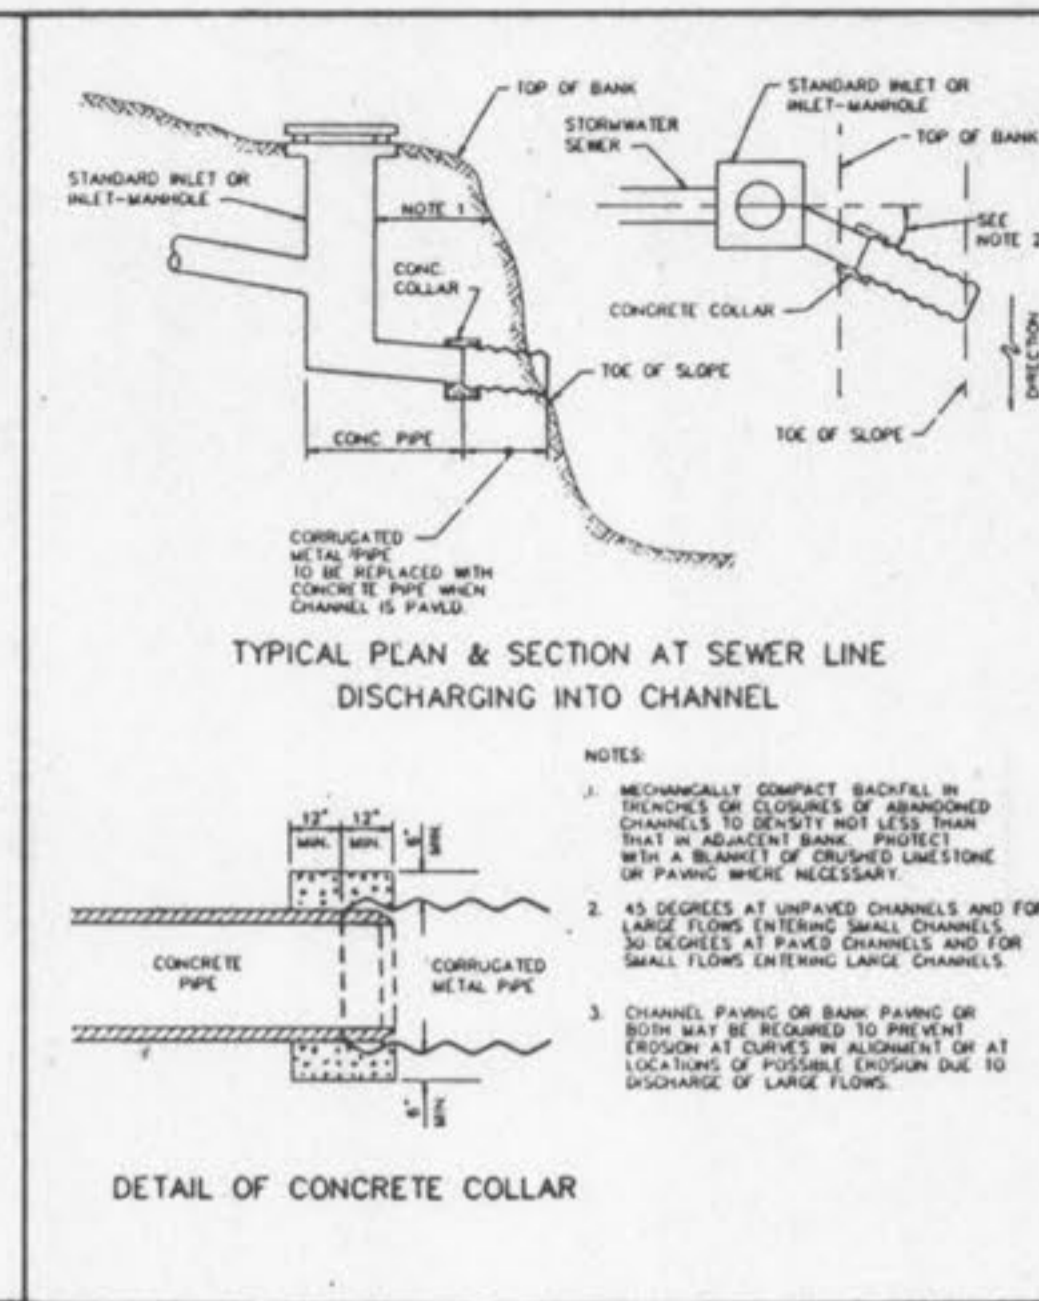 TOP OF BANK
STANDARD INLET OR
INLET-MANHOLE
STORMWATER
SEWER
TOP OF BANK
STANDARD INLET OR
INLET-MANHOLE
NOTE 1
SEE
NOTE 2
CONC.
COLLAR
CONCRETE COLLAR
DIRECTION
TOE OF SLOPE
TOE OF SLOPE
CONC PIPE
CORRUGATED
METAL PIPE
TO BE REPLACED WITH
CONCRETE PIPE WHEN
CHANNEL IS PAVED.
TYPICAL PLAN & SECTION AT SEWER LINE
DISCHARGING INTO CHANNEL
NOTES:
1. MECHANICALLY COMPACT BACKFILL IN
TRENCHES OR CLOSURES OF ABANDONED
CHANNELS TO DENSITY NOT LESS THAN
THAT IN ADJACENT BANK. PROTECT
WITH A BLANKET OF CRUSHED LIMESTONE
OR PAVING WHERE NECESSARY.
2. 45 DEGREES AT UNPAVED CHANNELS AND FOR
LARGE FLOWS ENTERING SMALL CHANNELS.
30 DEGREES AT PAVED CHANNELS AND FOR
SMALL FLOWS ENTERING LARGE CHANNELS.
3. CHANNEL PAVING OR BANK PAVING OR
BOTH MAY BE REQUIRED TO PREVENT
EROSION AT CURVES IN ALIGNMENT OR AT
LOCATIONS OF POSSIBLE EROSION DUE TO
DISCHARGE OF LARGE FLOWS.
12" 12"
MIN. MIN.
6"
MIN.
CONCRETE
PIPE
CORRUGATED
METAL PIPE
6"
MIN.
DETAIL OF CONCRETE COLLAR